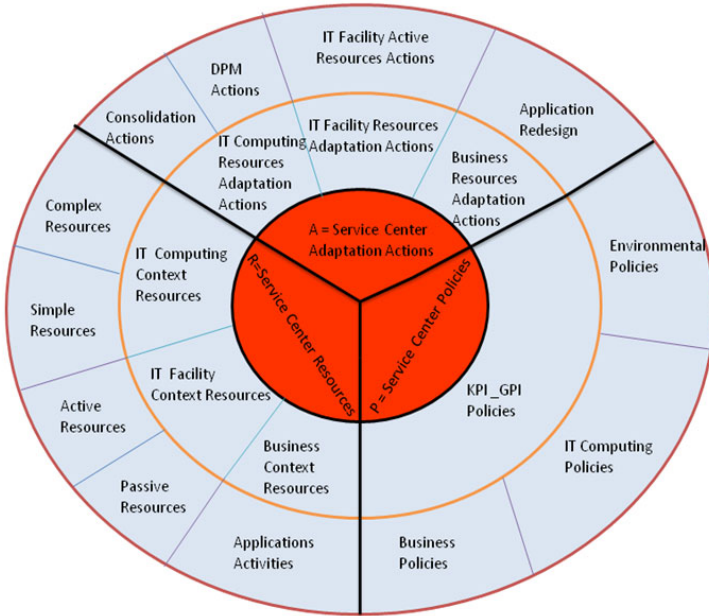 IT Facility Active
Resources Actions
DPM
Actions
Consolidation
Actions
Application
Redesign
IT Facility Resources
Adaptation Actions
IT Computing
Resources
Adaptation
Actions
Business
Resources
Adaptation
Actions
Complex
Resources
A = Service Center
Adaptation Actions
Environmental
Policies
IT Computing
Context
Resources
R=Service Center Resources
P = Service Center Policies
Simple
Resources
IT Facility
Context Resources
KPI_GPI
Policies
Active
Resources
Business
Context
Resources
IT Computing
Policies
Passive
Resources
Applications
Activities
Business
Policies